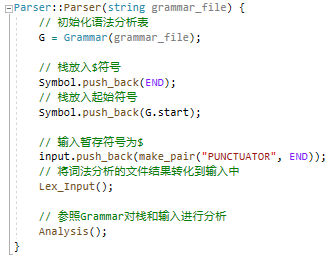 Parser::Parser(string grammar_file) {
// 初始化语法分析表
G = Grammar(grammar_file);
// 栈放入$符号
Symbol.push_back(END);
// 栈放入起始符号
Symbol.push_back(G.start);
// 输入暂存符号为$
input.push_back(make_pair("PUNCTUATOR", END));
// 将词法分析的文件结果转化到输入中
Lex_Input();
// 参照Grammar对栈和输入进行分析
Analysis();
}